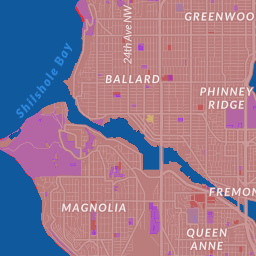 GREENWOO
24th Ave NW
Shilshole Bay
BALLARD
PHINNEY
RIDGE
FREMON
MAGNOLIA
QUEEN
ANNE